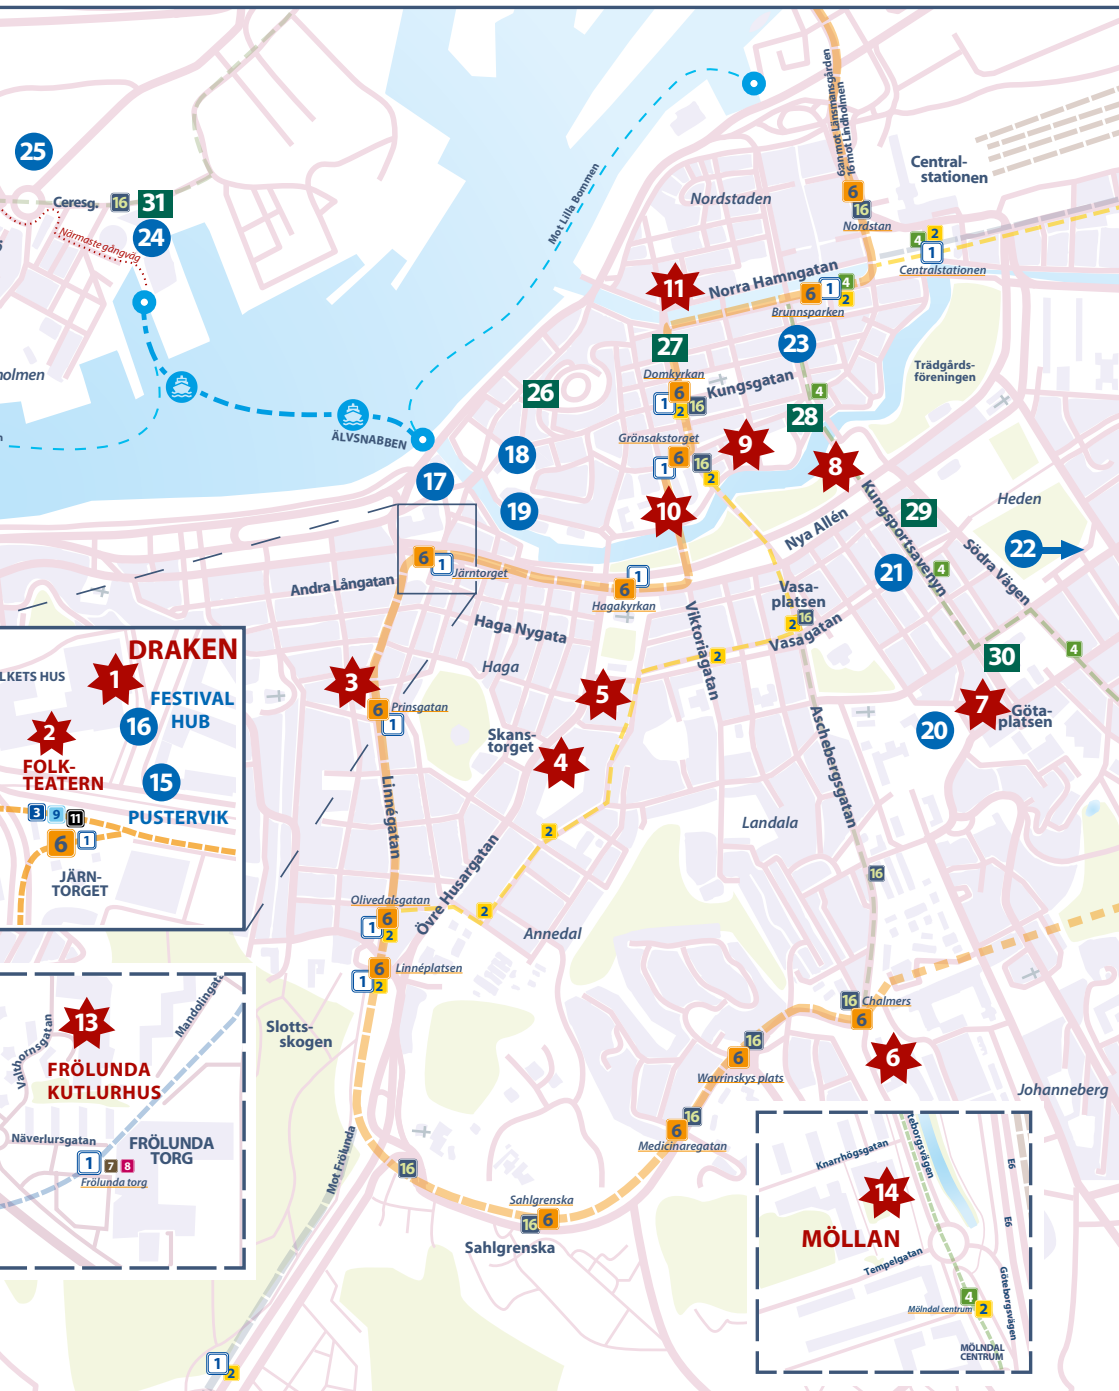 25
Ceresg. 16 31
24
Närmaste gångväg
holmen
ÄLVSNABBEN
Mot Lilla Bommen
6an mot Länsmansgården
16 mot Lindholmen
Central-
stationen
Nordstaden
6
16
Nordstan
4 2
1
Centralstationen
11
Norra Hamngatan
6 1 4
2
Brunnsparken
27
23
Domkyrkan
6
1 2 16
Kungsgatan
Trädgårds-
föreningen
26
4
28
Grönsakstorget
6
1 16
2
9
8
18
17
19
10
Kungsportsavenyn
29
Heden
Nya Allén
22
Södra Vägen
21
4
6
1
Järntorget
Andra Långatan
1
6
Hagakyrkan
Vasa-
platsen
2 16
Vasagatan
Haga Nygata
Viktoriagatan
2
30
4
Haga
DRAKEN
LKETS HUS
1
FESTIVAL
HUB
16
2
FOLK-
TEATERN
15
PUSTERVIK
3 9 11
6 1
JÄRN-
TORGET
3
6
Prinsgatan
1
5
7
Göta-
platsen
20
Skans-
torget
4
Aschebergsgatan
Linnégatan
Landala
2
16
Övre Husargatan
Olivedalsgatan
6
1 2
2
Annedal
6
Linnéplatsen
1 2
13
FRÖLUNDA
KUTLURHUS
Valthornsgatan
Mandolingata
Näverlursgatan
FRÖLUNDA
TORG
1 7 8
Frölunda torg
Slotts-
skogen
16
Chalmers
6
16
6
Wavrinskys plats
6
Johanneberg
16
6
Medicinaregatan
Mot Frölunda
16
Sahlgrenska
16 6
Sahlgrenska
teborgsvägen
Knarrhögsgatan
E6
14
MÖLLAN
E6
Tempelgatan
Göteborgsvägen
4
Mölndal centrum 2
MÖLNDAL
CENTRUM
1
2